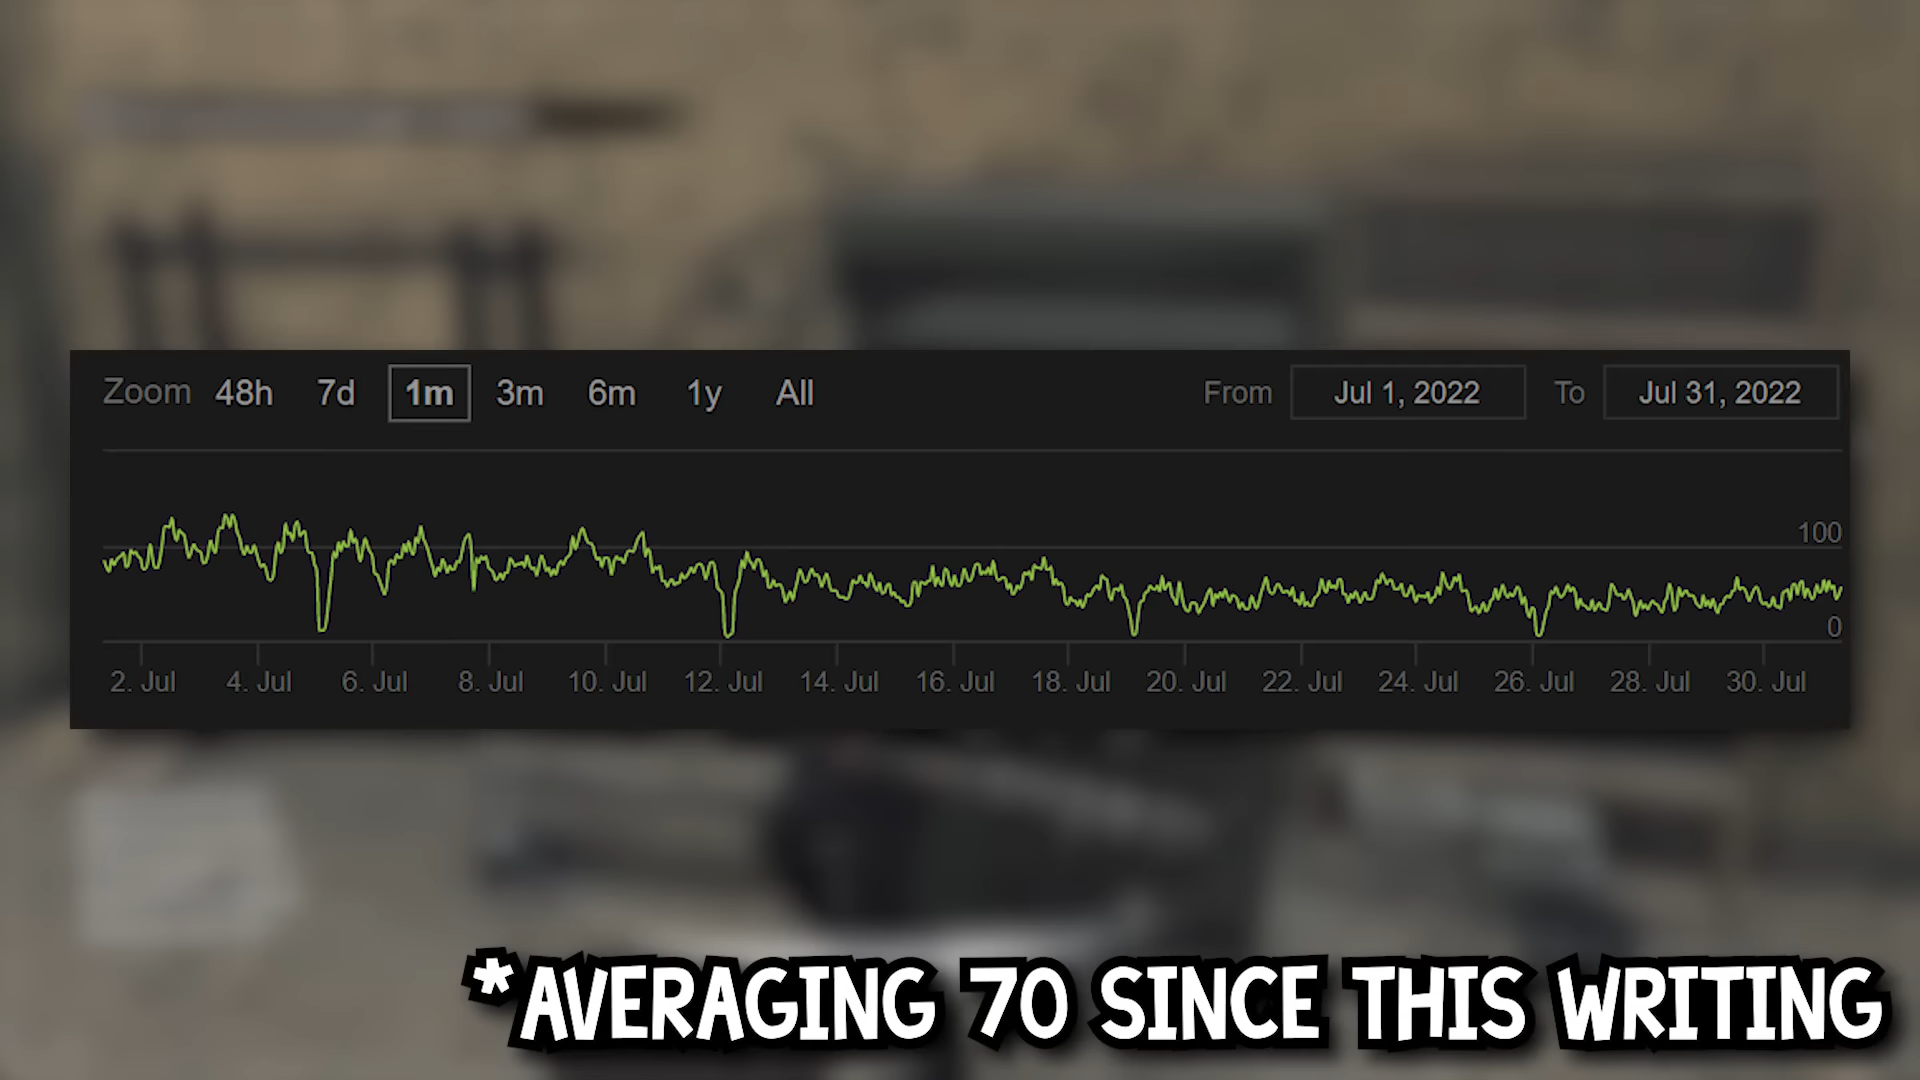 Zoom 48h 7d 1m 3m 6m 1y All From Jul 1, 2022 To Jul 31, 2022
100
0
2. Jul 4. Jul 6. Jul 8. Jul 10. Jul 12. Jul 14. Jul 16. Jul 18. Jul 20. Jul 22. Jul 24. Jul 26. Jul 28. Jul 30. Jul
*AVERAGING 70 SINCE THIS WRITING